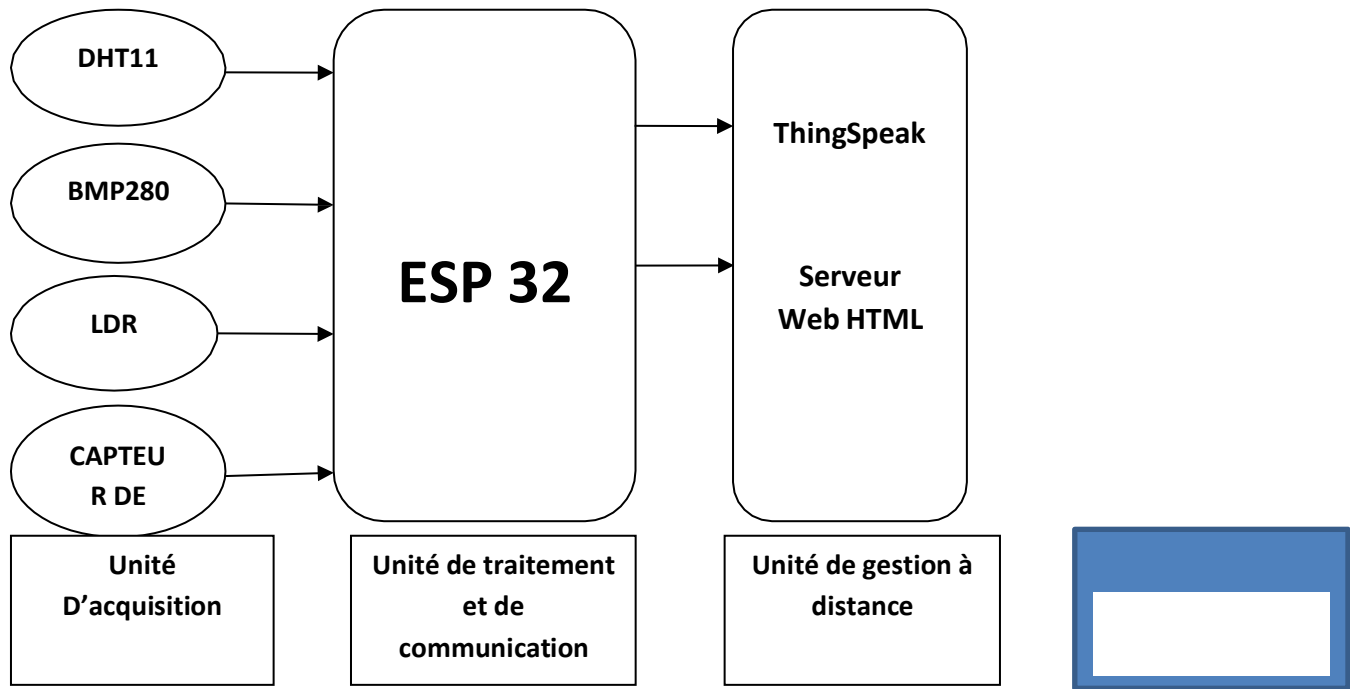 DHT11
BMP280
LDR
CAPTEU
R DE
ESP 32
ThingSpeak
Serveur
Web HTML
Unité
D’acquisition
Unité de traitement
et de
communication
Unité de gestion à
distance